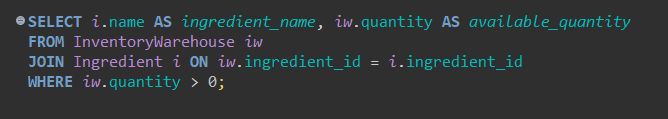 SELECT i.name AS ingredient_name, iw.quantity AS available_quantity
FROM InventoryWarehouse iw
JOIN Ingredient i ON iw.ingredient_id = i.ingredient_id
WHERE iw.quantity > 0;